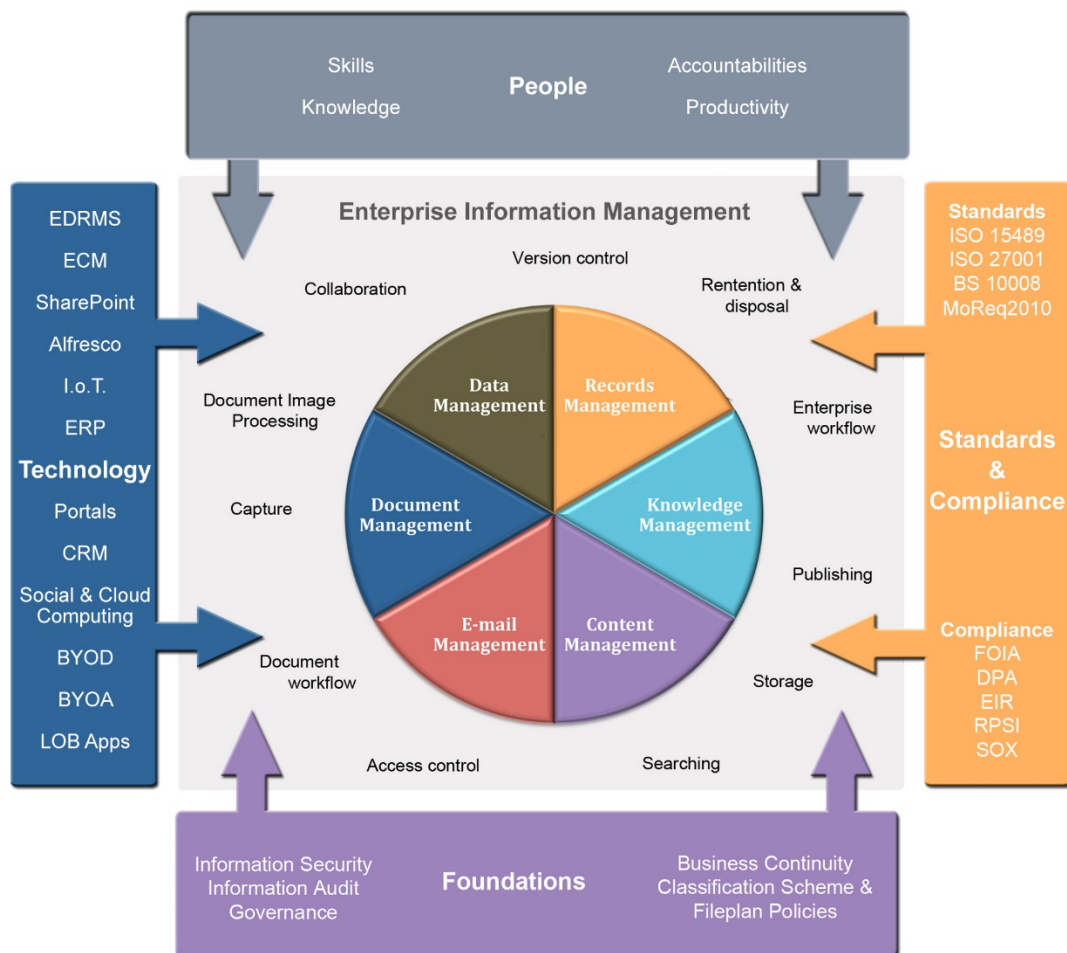 Skills
Knowledge
People
Accountabilities
Productivity
EDRMS
ECM
SharePoint
Alfresco
I.o.T.
ERP
Technology
Portals
CRM
Social & Cloud
Computing
BYOD
BYOA
LOB Apps
Enterprise Information Management
Version control
Collaboration
Rentention &
disposal
Document Image
Processing
Enterprise
workflow
Capture
Publishing
Document
workflow
Storage
Access control
Searching
Data
Management
Records
Management
Document
Management
Knowledge
Management
E-mail
Management
Content
Management
Standards
ISO 15489
ISO 27001
BS 10008
MoReq2010
Standards
&
Compliance
Compliance
FOIA
DPA
EIR
RPSI
SOX
Information Security
Information Audit
Governance
Foundations
Business Continuity
Classification Scheme &
Fileplan Policies